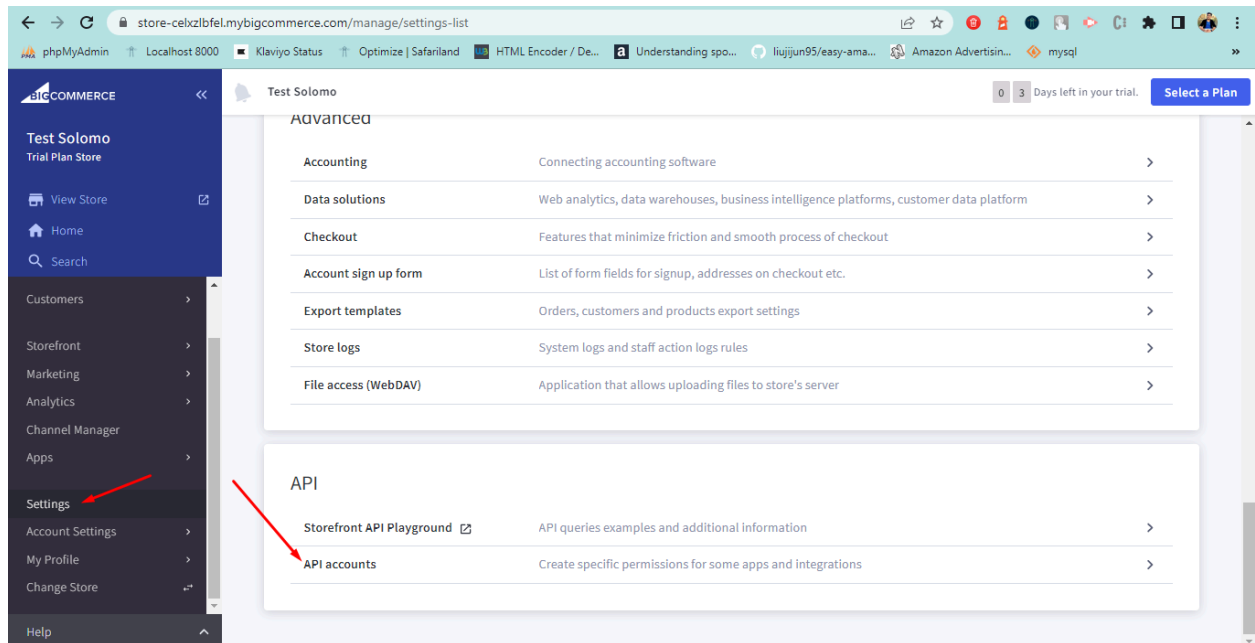 store-celxzlbfel.mybigcommerce.com/manage/settings-list
phpMyAdmin Localhost 8000 Klaviyo Status Optimize | Safariland HTML Encoder / De... Understanding spo... liujijun95/easy-ama... Amazon Advertisin... mysql »
BIGCOMMERCE
Test Solomo
0 3 Days left in your trial.
Select a Plan
Test Solomo
Trial Plan Store
View Store
Home
Search
Customers
Storefront
Marketing
Analytics
Channel Manager
Apps
Settings
Account Settings
My Profile
Change Store
Help
Advanced
Accounting Connecting accounting software
Data solutions Web analytics, data warehouses, business intelligence platforms, customer data platform
Checkout Features that minimize friction and smooth process of checkout
Account sign up form List of form fields for signup, addresses on checkout etc.
Export templates Orders, customers and products export settings
Store logs System logs and staff action logs rules
File access (WebDAV) Application that allows uploading files to store's server
API
Storefront API Playground API queries examples and additional information
API accounts Create specific permissions for some apps and integrations